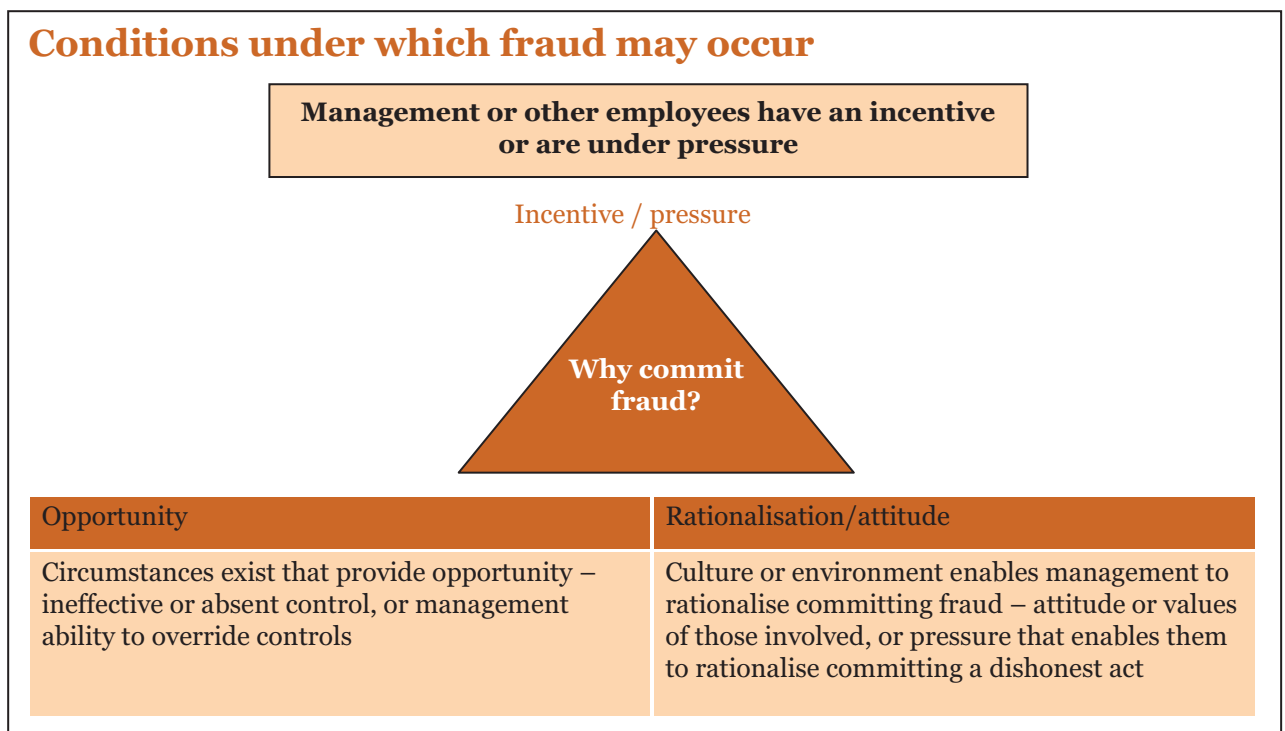 Conditions under which fraud may occur
Management or other employees have an incentive
or are under pressure
Incentive / pressure
Why commit
fraud?
Opportunity
Rationalisation/attitude
Circumstances exist that provide opportunity –
ineffective or absent control, or management
ability to override controls
Culture or environment enables management to
rationalise committing fraud – attitude or values
of those involved, or pressure that enables them
to rationalise committing a dishonest act